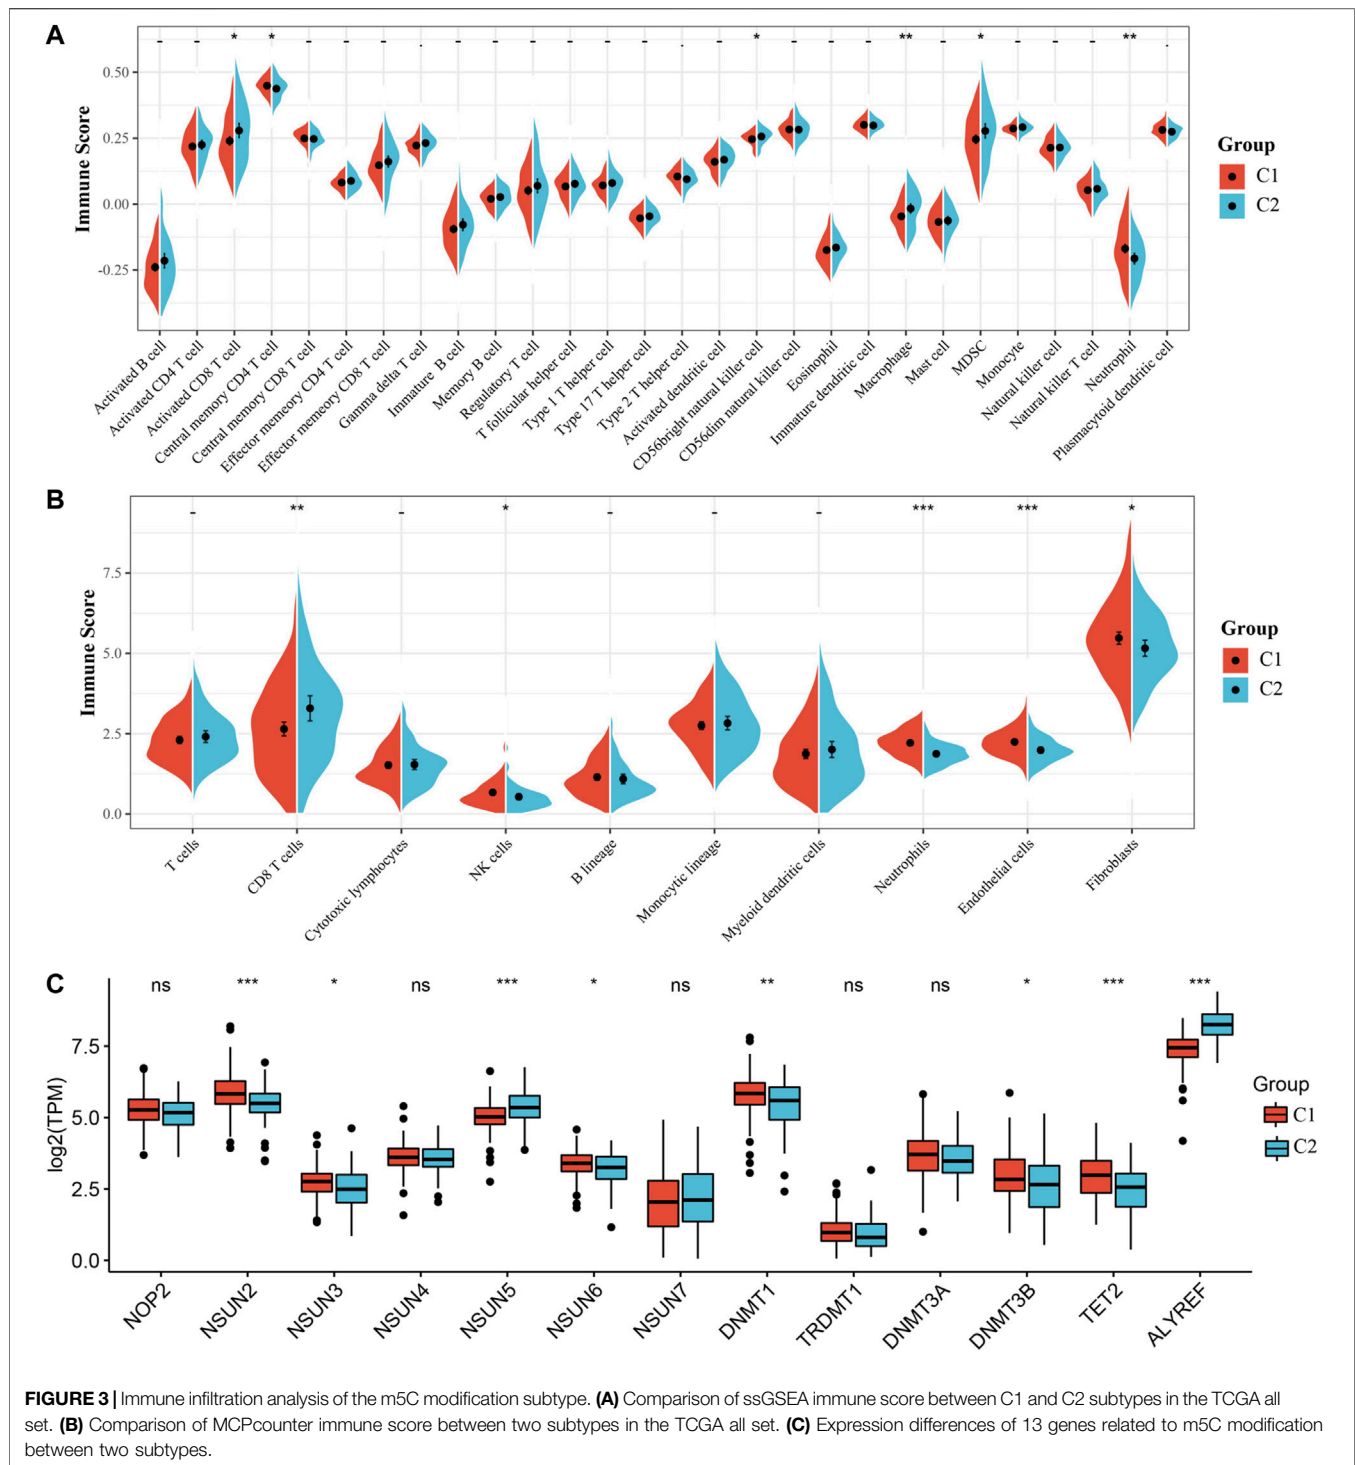 A
- - * * - - - . - - - - - - . - * - - - ** - * - - - ** .
0.50
0.25
0.00
-0.25
Immune Score
Group
C1
C2
Activated B cell
Activated CD4 T cell
Activated CD8 T cell
Central memory CD4 T cell
Central memory CD8 T cell
Effector memory CD4 T cell
Effector memory CD8 T cell
Gamma delta T cell
Immature B cell
Memory B cell
Regulatory T cell
T follicular helper cell
Type 1 T helper cell
Type 17 T helper cell
Type 2 T helper cell
Activated dendritic cell
CD56bright natural killer cell
CD56dim natural killer cell
Eosinophil
Immature dendritic cell
Macrophage
Mast cell
MDSC
Monocyte
Natural killer cell
Natural killer T cell
Neutrophil
Plasmacytoid dendritic cell
B
- ** - * - - - *** *** *
7.5
5.0
2.5
0.0
Immune Score
Group
C1
C2
T cells
CD8 T cells
Cytotoxic lymphocytes
NK cells
B lineage
Monocytic lineage
Myeloid dendritic cells
Neutrophils
Endothelial cells
Fibroblasts
C
ns *** * ns *** * ns ** ns ns * *** ***
7.5
5.0
2.5
0.0
log2(TPM)
Group
C1
C2
NOP2
NSUN2
NSUN3
NSUN4
NSUN5
NSUN6
NSUN7
DNMT1
TRDMT1
DNMT3A
DNMT3B
TET2
ALYREF
FIGURE 3 | Immune infiltration analysis of the m5C modification subtype. (A) Comparison of ssGSEA immune score between C1 and C2 subtypes in the TCGA all
set. (B) Comparison of MCPcounter immune score between two subtypes in the TCGA all set. (C) Expression differences of 13 genes related to m5C modification
between two subtypes.